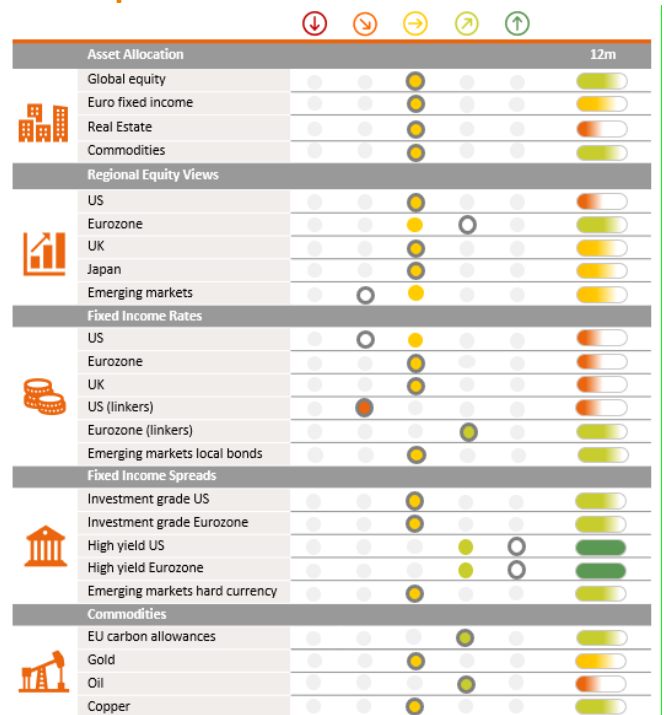 Asset Allocation 12m
Global equity
Euro fixed income
Real Estate
Commodities
Regional Equity Views
US
Eurozone
UK
Japan
Emerging markets
Fixed Income Rates
US
Eurozone
UK
US (linkers)
Eurozone (linkers)
Emerging markets local bonds
Fixed Income Spreads
Investment grade US
Investment grade Eurozone
High yield US
High yield Eurozone
Emerging markets hard currency
Commodities
EU carbon allowances
Gold
Oil
Copper